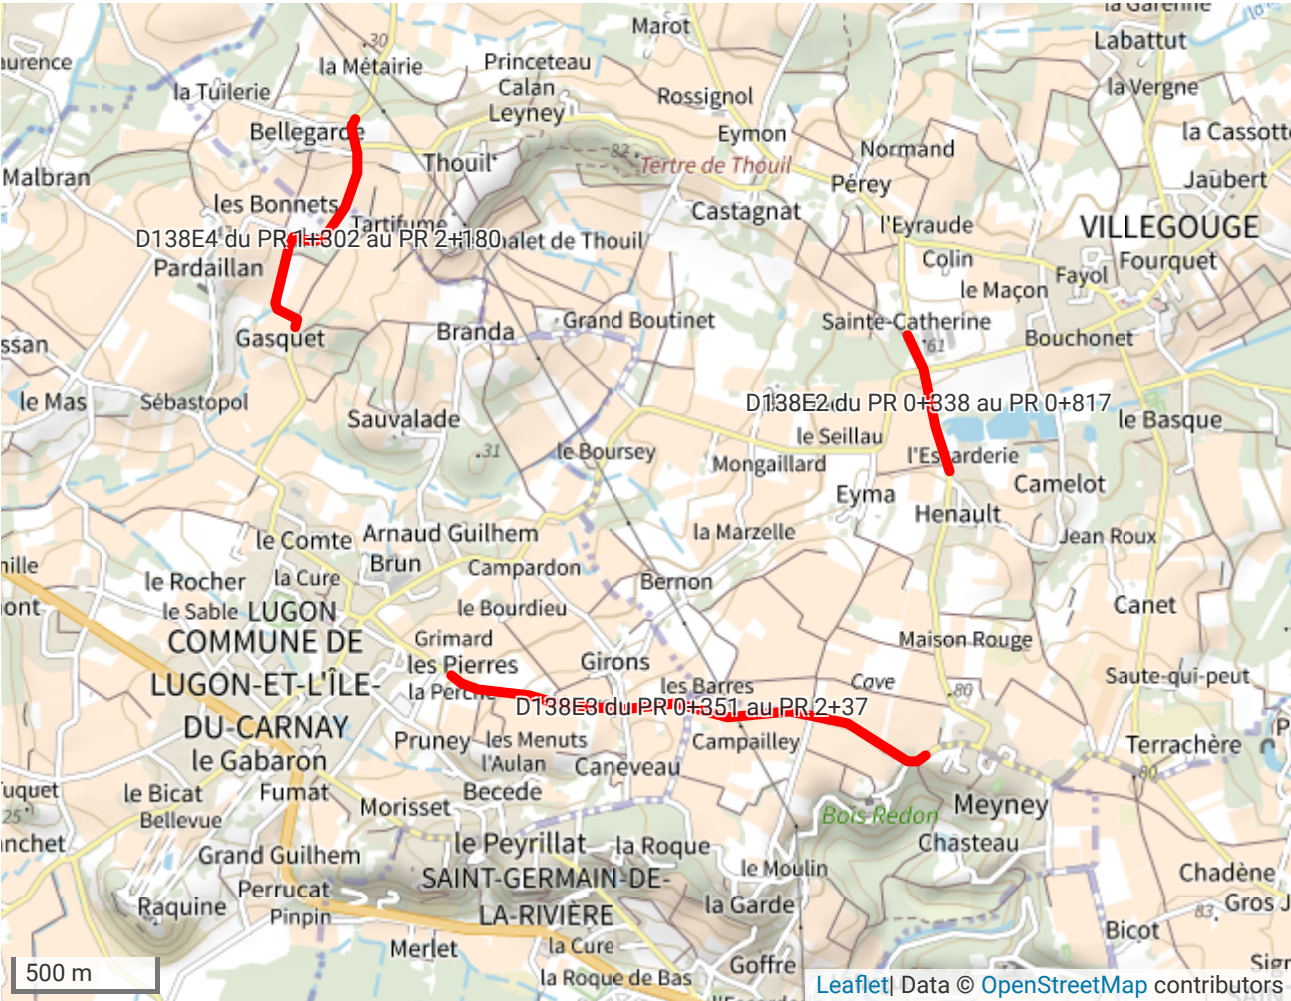 Marot
la Garenne
Labattut
30
la Métairie
Princeteau
Calan
la Tuilerie
Rossignol
la Vergne
Leyney
Bellegarde
Eymon
la Cassotte
Thouil
82
Tertre de Thouil
Normand
Malbran
Pérey
Jaubert
les Bonnets
Castagnat
l'Eyraude
VILLEGOUGE
Tartifume
D138E4 du PR 1+302 au PR 2+180
Chalet de Thouil
Colin
Fourquet
Pardaillan
Fayol
le Maçon
Gasquet
Branda
Grand Boutinet
Sainte-Catherine
61
Bouchonet
le Mas
Sébastopol
D138E2 du PR 0+338 au PR 0+817
Sauvalade
le Seillau
le Basque
31
le Boursey
Mongaillard
l'Escarderie
Camelot
Eyma
Henault
le Comte
Arnaud Guilhem
la Marzelle
Jean Roux
Brun
Campardon
le Rocher
la Cure
Bernon
le Sable
LUGON
le Bourdieu
Canet
COMMUNE DE
LUGON-ET-L'ÎLE-
DU-CARNAY
Grimard
Maison Rouge
les Pierres
Girons
la Perche
les Barres
Cave
80
Saute-qui-peut
D138E3 du PR 0+351 au PR 2+37
Pruney
les Menuts
Campailley
Terrachère
le Gabaron
l'Aulan
Caneveau
80
le Bicat
Fumat
Becede
Morisset
Bois Redon
Meyney
25
Bellevue
le Peyrillat
la Roque
Chasteau
Grand Guilhem
SAINT-GERMAIN-DE-
LA-RIVIÈRE
le Moulin
Chadène
Perrucat
Raquine
Pinpin
la Garde
83
Bicot
Merlet
la Cure
la Roque de Bas
Goffre
500 m
Leaflet | Data © OpenStreetMap contributors